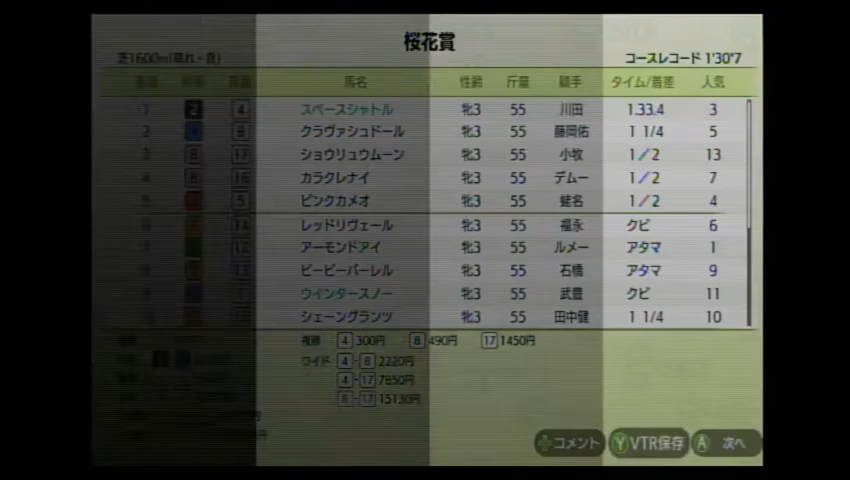 桜花賞
芝1600m(晴れ・良) コースレコード 1'30"7
着順 枠番 馬番 馬名 性齢 斤量 騎手 タイム/着差 人気
1 2 4 スペースシャトル 牝3 55 川田 1.33.4 3
2 4 8 クラヴァシュドール 牝3 55 藤岡佑 1 1/4 5
3 8 17 ショウリュウムーン 牝3 55 小牧 1/2 13
4 8 16 カラクレナイ 牝3 55 デムー 1/2 7
5 5 ピンクカメオ 牝3 55 蛯名 1/2 4
14 レッドリヴェール 牝3 55 福永 クビ 6
12 アーモンドアイ 牝3 55 ルメー アタマ 1
13 ビービーバーレル 牝3 55 石橋 アタマ 9
ウインタースノー 牝3 55 武豊 クビ 11
シェーングランツ 牝3 55 田中健 1 1/4 10
複勝 4 300円 8 490円 17 1450円
ワイド 4-8 2220円
4-17 7850円
8-17 15130円
コメント Y VTR保存 A 次へ